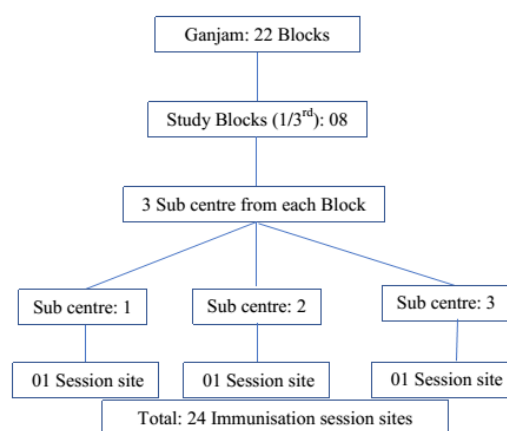 Ganjam: 22 Blocks
Study Blocks (1/3rd): 08
3 Sub centre from each Block
Sub centre: 1
Sub centre: 2
Sub centre: 3
01 Session site
01 Session site
01 Session site
Total: 24 Immunisation session sites